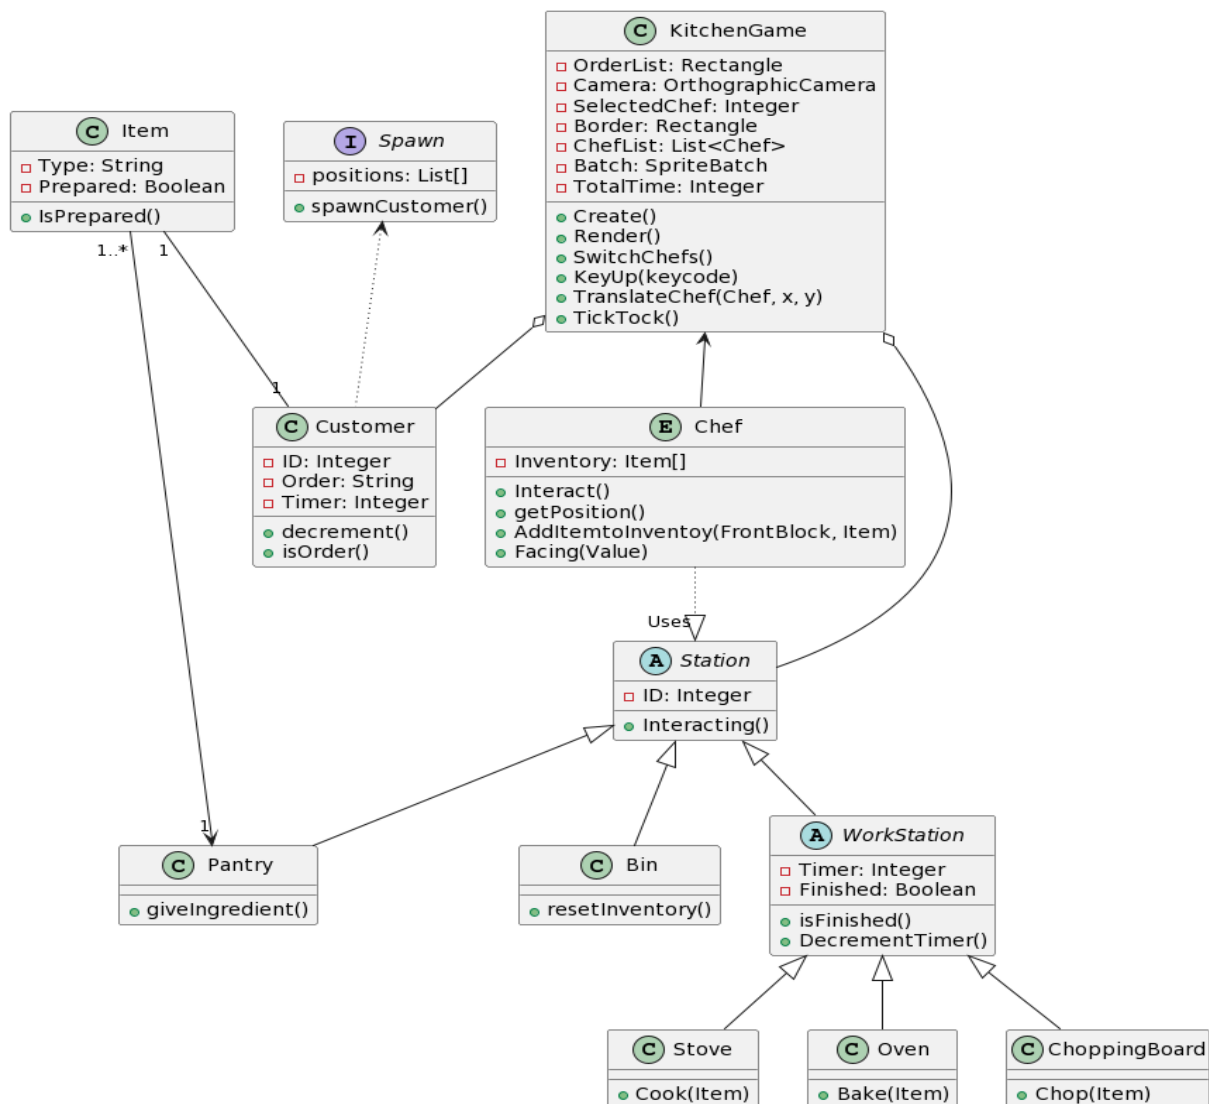 C KitchenGame
OrderList: Rectangle
Camera: OrthographicCamera
SelectedChef: Integer
Border: Rectangle
ChefList: List<Chef>
Batch: SpriteBatch
TotalTime: Integer
Create()
Render()
SwitchChefs()
KeyUp(keycode)
TranslateChef(Chef, x, y)
TickTock()
C Item
Type: String
Prepared: Boolean
IsPrepared()
I Spawn
positions: List[]
spawnCustomer()
1..*
1
1
C Customer
ID: Integer
Order: String
Timer: Integer
decrement()
isOrder()
E Chef
Inventory: Item[]
Interact()
getPosition()
AddItemtoInventoy(FrontBlock, Item)
Facing(Value)
Uses
A Station
ID: Integer
Interacting()
1
C Pantry
giveIngredient()
C Bin
resetInventory()
A WorkStation
Timer: Integer
Finished: Boolean
isFinished()
DecrementTimer()
C Stove
Cook(Item)
C Oven
Bake(Item)
C ChoppingBoard
Chop(Item)